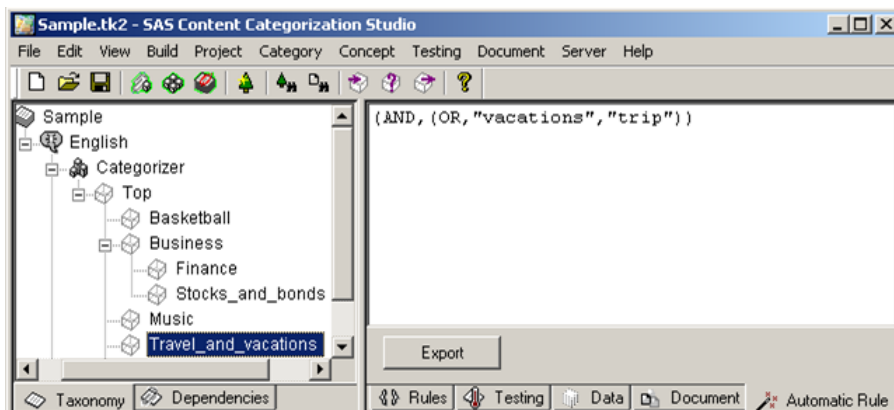 Sample.tk2 - SAS Content Categorization Studio
File Edit View Build Project Category Concept Testing Document Server Help
Sample
English
Categorizer
Top
Basketball
Business
Finance
Stocks_and_bonds
Music
Travel_and_vacations
(AND,(OR,"vacations","trip"))
Export
Taxonomy Dependencies
Rules Testing Data Document Automatic Rule